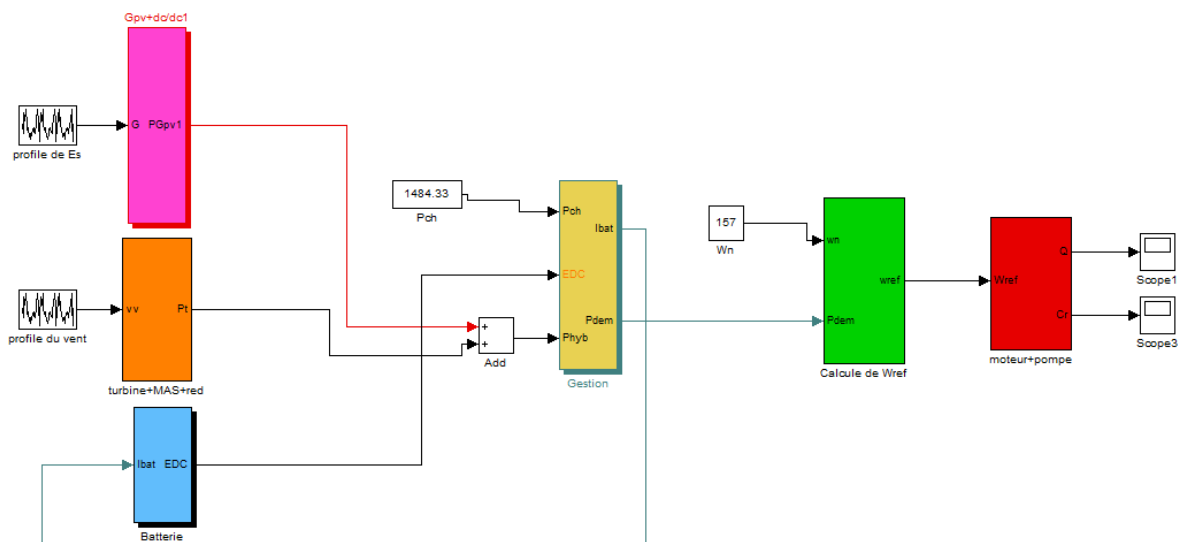 Gpv+dc/dc1
G PGpv1
profile de Es
1484.33
Pch
Pch
Ibat
EDC
Pdem
Phyb
Gestion
157
Wn
wn
wref
Pdem
Calcule de Wref
Wref
Q
Cr
moteur+pompe
Scope1
Scope3
vv Pt
profile du vent
turbine+MAS+red
+
+
Add
Ibat EDC
Batterie